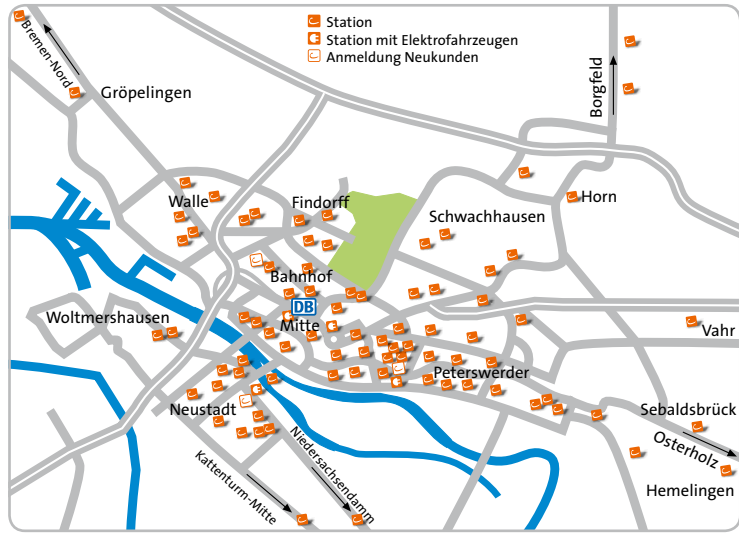 Station
Station mit Elektrofahrzeugen
Anmeldung Neukunden
Bremen-Nord
Gröpelingen
Borgfeld
Walle
Findorff
Horn
Schwachhausen
Bahnhof
DB
Mitte
Woltmershausen
Vahr
Peterswerder
Neustadt
Sebaldsbrück
Osterholz
Hemelingen
Niedersachsendamm
Kattenturm-Mitte